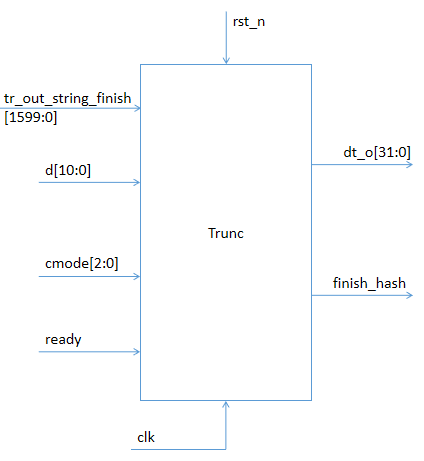 rst_n
tr_out_string_finish
[1599:0]
dt_o[31:0]
d[10:0]
Trunc
cmode[2:0]
finish_hash
ready
clk